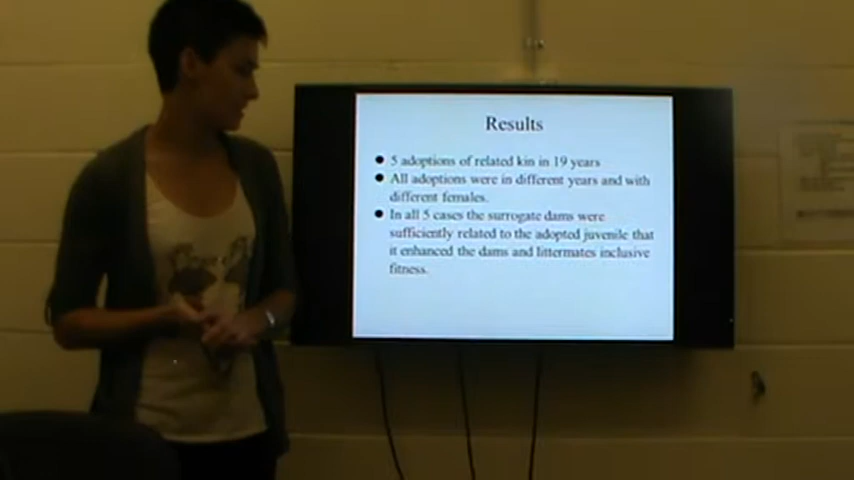 Results
● 5 adoptions of related kin in 19 years
● All adoptions were in different years and with
different females.
● In all 5 cases the surrogate dams were
sufficiently related to the adopted juvenile that
it enhanced the dams and littermates inclusive
fitness.